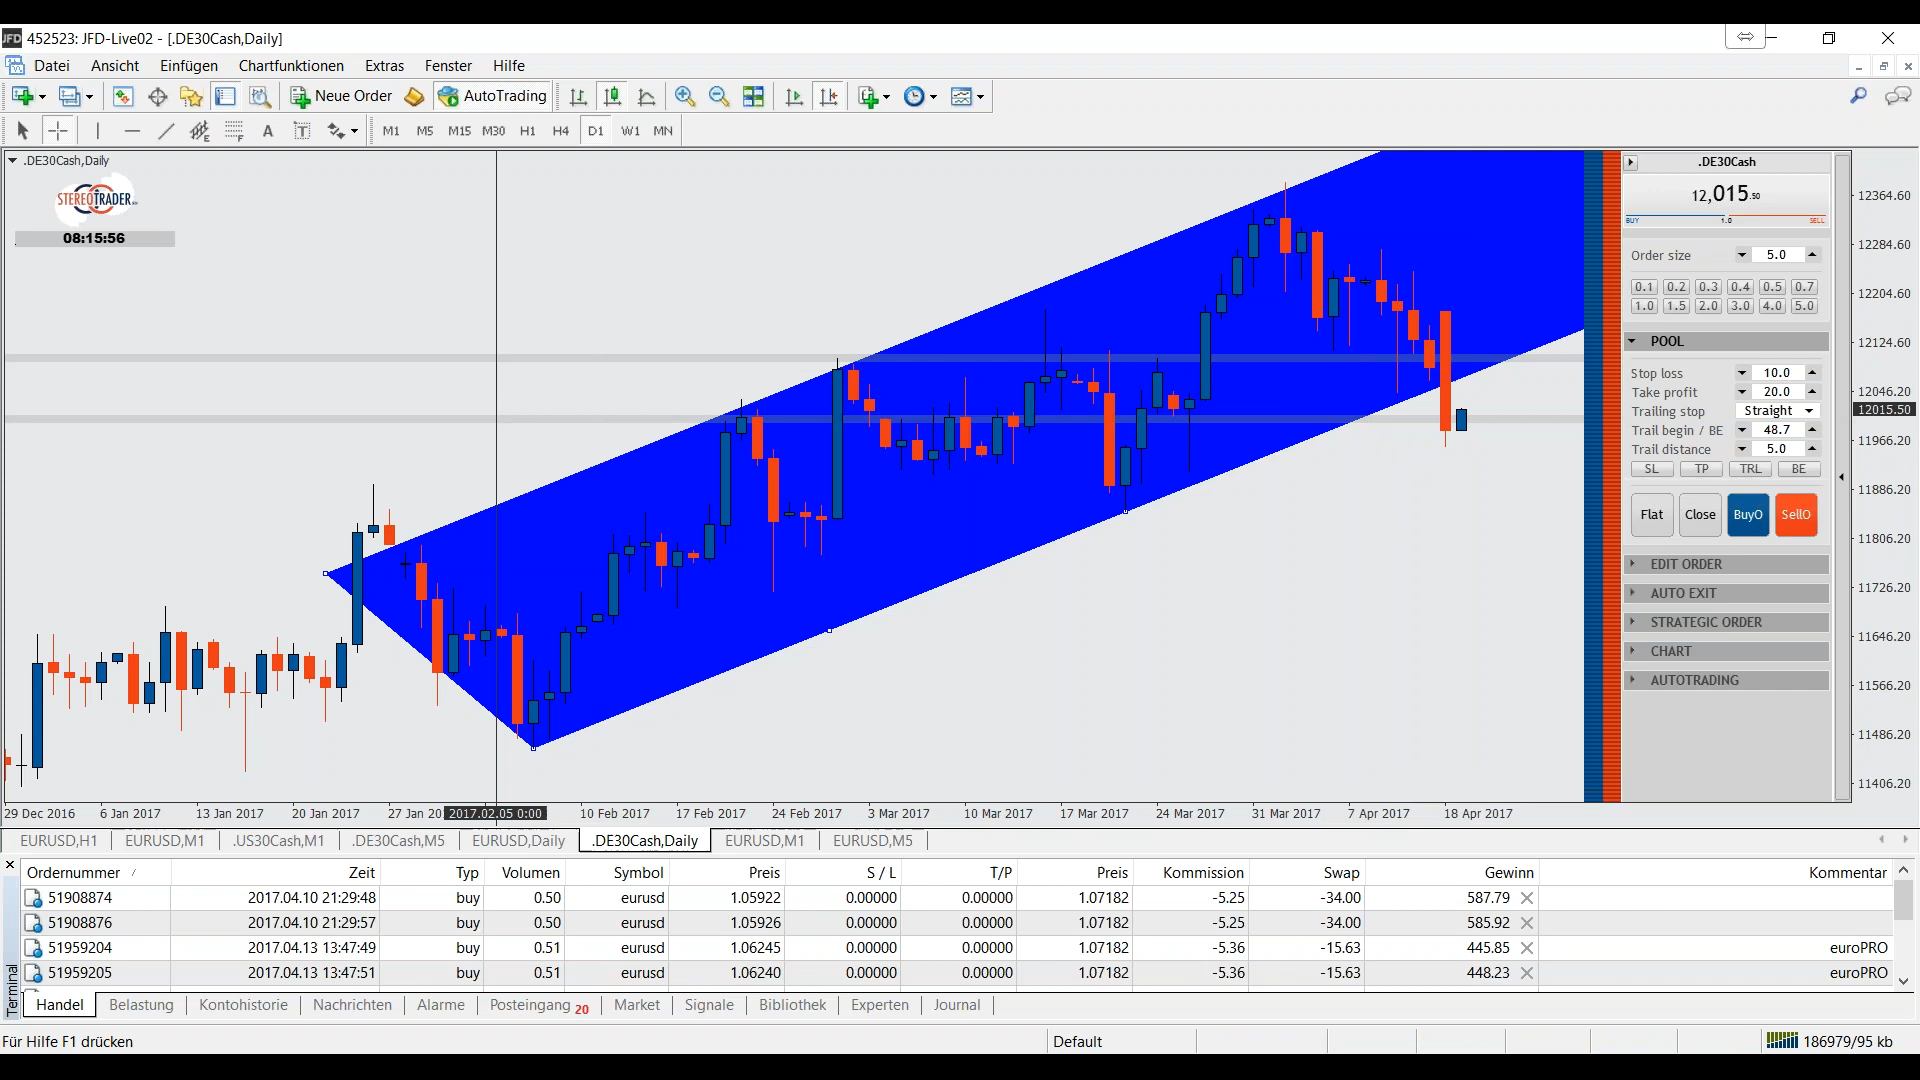 JFD 452523: JFD-Live02 - [.DE30Cash,Daily]
Datei Ansicht Einfügen Chartfunktionen Extras Fenster Hilfe
Neue Order AutoTrading
A T M1 M5 M15 M30 H1 H4 D1 W1 MN
.DE30Cash,Daily
STEREOTRADER
08:15:56
.DE30Cash
12,015.50
BUY 1.0 SELL
Order size 5.0
0.1 0.2 0.3 0.4 0.5 0.7
1.0 1.5 2.0 3.0 4.0 5.0
POOL
Stop loss 10.0
Take profit 20.0
Trailing stop Straight
Trail begin / BE 48.7
Trail distance 5.0
SL TP TRL BE
Flat Close BuyO SellO
EDIT ORDER
AUTO EXIT
STRATEGIC ORDER
CHART
AUTOTRADING
12364.60
12284.60
12204.60
12124.60
12046.20
12015.50
11966.20
11886.20
11806.20
11726.20
11646.20
11566.20
11486.20
11406.20
29 Dec 2016 6 Jan 2017 13 Jan 2017 20 Jan 2017 27 Jan 20 2017.02.05 0:00 10 Feb 2017 17 Feb 2017 24 Feb 2017 3 Mar 2017 10 Mar 2017 17 Mar 2017 24 Mar 2017 31 Mar 2017 7 Apr 2017 18 Apr 2017
EURUSD,H1 EURUSD,M1 .US30Cash,M1 .DE30Cash,M5 EURUSD,Daily .DE30Cash,Daily EURUSD,M1 EURUSD,M5
Ordernummer / Zeit Typ Volumen Symbol Preis S / L T/P Preis Kommission Swap Gewinn Kommentar
51908874 2017.04.10 21:29:48 buy 0.50 eurusd 1.05922 0.00000 0.00000 1.07182 -5.25 -34.00 587.79
51908876 2017.04.10 21:29:57 buy 0.50 eurusd 1.05926 0.00000 0.00000 1.07182 -5.25 -34.00 585.92
51959204 2017.04.13 13:47:49 buy 0.51 eurusd 1.06245 0.00000 0.00000 1.07182 -5.36 -15.63 445.85 euroPRO
51959205 2017.04.13 13:47:51 buy 0.51 eurusd 1.06240 0.00000 0.00000 1.07182 -5.36 -15.63 448.23 euroPRO
Terminal
Handel Belastung Kontohistorie Nachrichten Alarme Posteingang 20 Market Signale Bibliothek Experten Journal
Für Hilfe F1 drücken Default 186979/95 kb